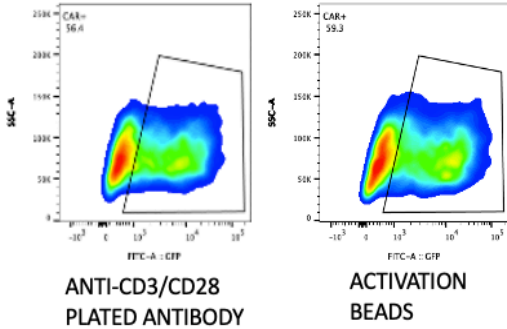 CAR+
56.4
250K
200K
150K
100K
50K
0
SSC-A
-10³ 0 10³ 10⁴ 10⁵
FITC-A :: GFP
ANTI-CD3/CD28
PLATED ANTIBODY
CAR+
59.3
250K
200K
150K
100K
50K
0
SSC-A
-10³ 0 10³ 10⁴ 10⁵
FITC-A :: GFP
ACTIVATION
BEADS